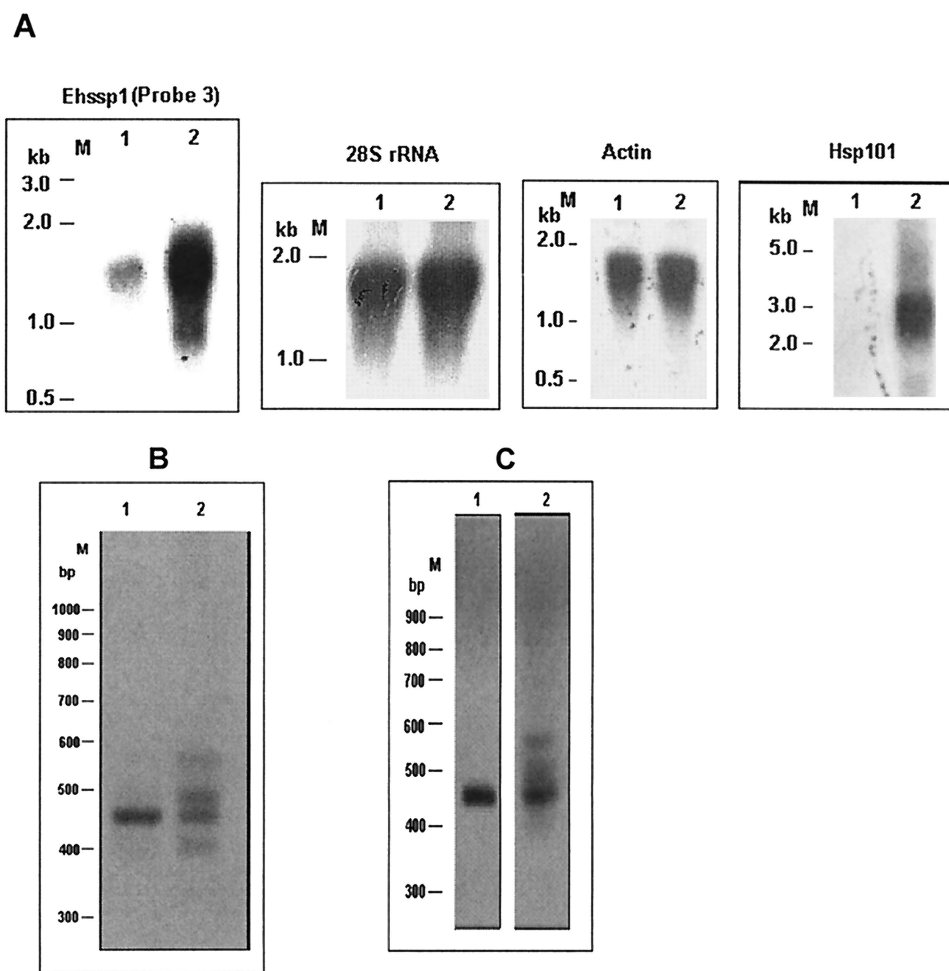 A
Ehssp1 (Probe 3)
kb M 1 2
3.0
2.0
1.0
0.5
28S rRNA
1 2
kb M
2.0
1.0
Actin
M 1 2
kb
2.0
1.0
0.5
Hsp101
1 2
kb M
5.0
3.0
2.0
B
1 2
M
bp
1000
900
800
700
600
500
400
300
C
1 2
M
bp
900
800
700
600
500
400
300